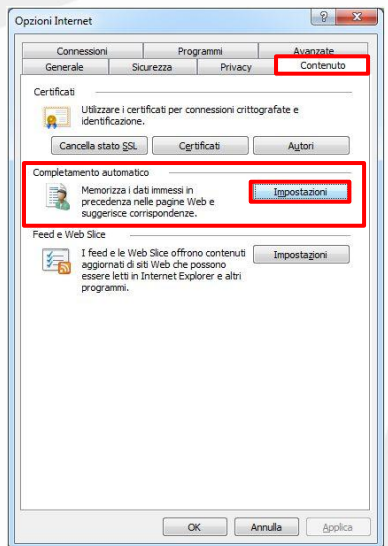 Opzioni Internet
Connessioni Programmi Avanzate
Generale Sicurezza Privacy Contenuto
Certificati
Utilizzare i certificati per connessioni crittografate e
identificazione.
Cancella stato SSL Certificati Autori
Completamento automatico
Memorizza i dati immessi in
precedenza nelle pagine Web e
suggerisce corrispondenze.
Impostazioni
Feed e Web Slice
I feed e le Web Slice offrono contenuti
aggiornati di siti Web che possono
essere letti in Internet Explorer e altri
programmi.
Impostazioni
OK Annulla Applica